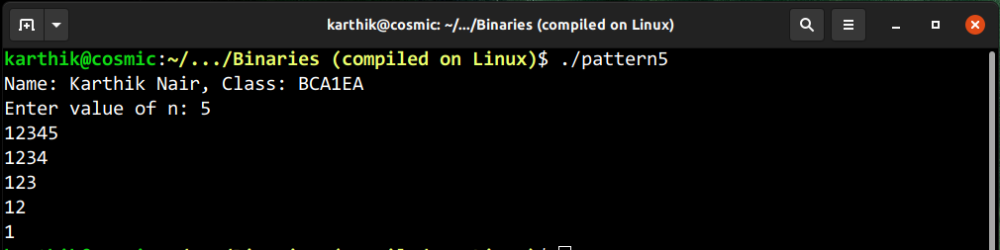 karthik@cosmic: ~/.../Binaries (compiled on Linux)
karthik@cosmic:~/.../Binaries (compiled on Linux)$ ./pattern5
Name: Karthik Nair, Class: BCA1EA
Enter value of n: 5
12345
1234
123
12
1